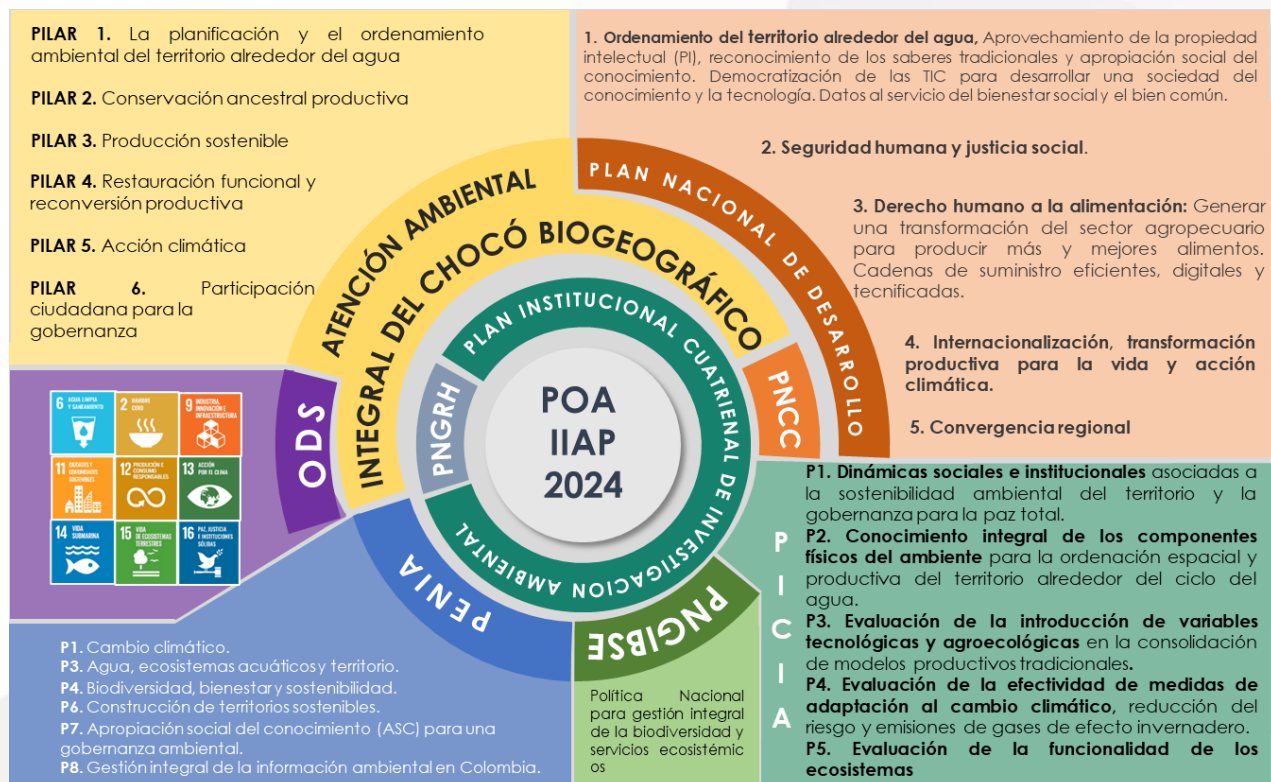 PILAR 1. La planificación y el ordenamiento
ambiental del territorio alrededor del agua
PILAR 2. Conservación ancestral productiva
PILAR 3. Producción sostenible
PILAR 4. Restauración funcional y
reconversión productiva
PILAR 5. Acción climática
PILAR 6. Participación
ciudadana para la
gobernanza
1. Ordenamiento del territorio alrededor del agua, Aprovechamiento de la propiedad
intelectual (PI), reconocimiento de los saberes tradicionales y apropiación social del
conocimiento. Democratización de las TIC para desarrollar una sociedad del
conocimiento y la tecnología. Datos al servicio del bienestar social y el bien común.
2. Seguridad humana y justicia social.
3. Derecho humano a la alimentación: Generar
una transformación del sector agropecuario
para producir más y mejores alimentos.
Cadenas de suministro eficientes, digitales y
tecnificadas.
4. Internacionalización, transformación
productiva para la vida y acción
climática.
5. Convergencia regional
ATENCIÓN AMBIENTAL
INTEGRAL DEL CHOCÓ BIOGEOGRÁFICO
PLAN NACIONAL DE DESARROLLO
PLAN INSTITUCIONAL CUATRIENAL DE INVESTIGACION AMBIENTAL
PNGRH
PNCC
ODS
PENIA
PNGIBSE
POA
IIAP
2024
6 AGUA LIMPIA
Y SANEAMIENTO
2 HAMBRE
CERO
9 INDUSTRIA,
INNOVACIÓN E
INFRAESTRUCTURA
11 CIUDADES Y
COMUNIDADES
SOSTENIBLES
12 PRODUCCIÓN E
CONSUMO
RESPONSABLES
13 ACCIÓN
POR EL CLIMA
14 VIDA
SUBMARINA
15 VIDA
DE ECOSISTEMAS
TERRESTRES
16 PAZ, JUSTICIA
E INSTITUCIONES
SÓLIDAS
P1. Cambio climático.
P3. Agua, ecosistemas acuáticos y territorio.
P4. Biodiversidad, bienestar y sostenibilidad.
P6. Construcción de territorios sostenibles.
P7. Apropiación social del conocimiento (ASC) para una
gobernanza ambiental.
P8. Gestión integral de la información ambiental en Colombia.
Política Nacional
para gestión integral
de la biodiversidad y
servicios ecosistémic
os
P
I
C
I
A
P1. Dinámicas sociales e institucionales asociadas a
la sostenibilidad ambiental del territorio y la
gobernanza para la paz total.
P2. Conocimiento integral de los componentes
físicos del ambiente para la ordenación espacial y
productiva del territorio alrededor del ciclo del
agua.
P3. Evaluación de la introducción de variables
tecnológicas y agroecológicas en la consolidación
de modelos productivos tradicionales.
P4. Evaluación de la efectividad de medidas de
adaptación al cambio climático, reducción del
riesgo y emisiones de gases de efecto invernadero.
P5. Evaluación de la funcionalidad de los
ecosistemas